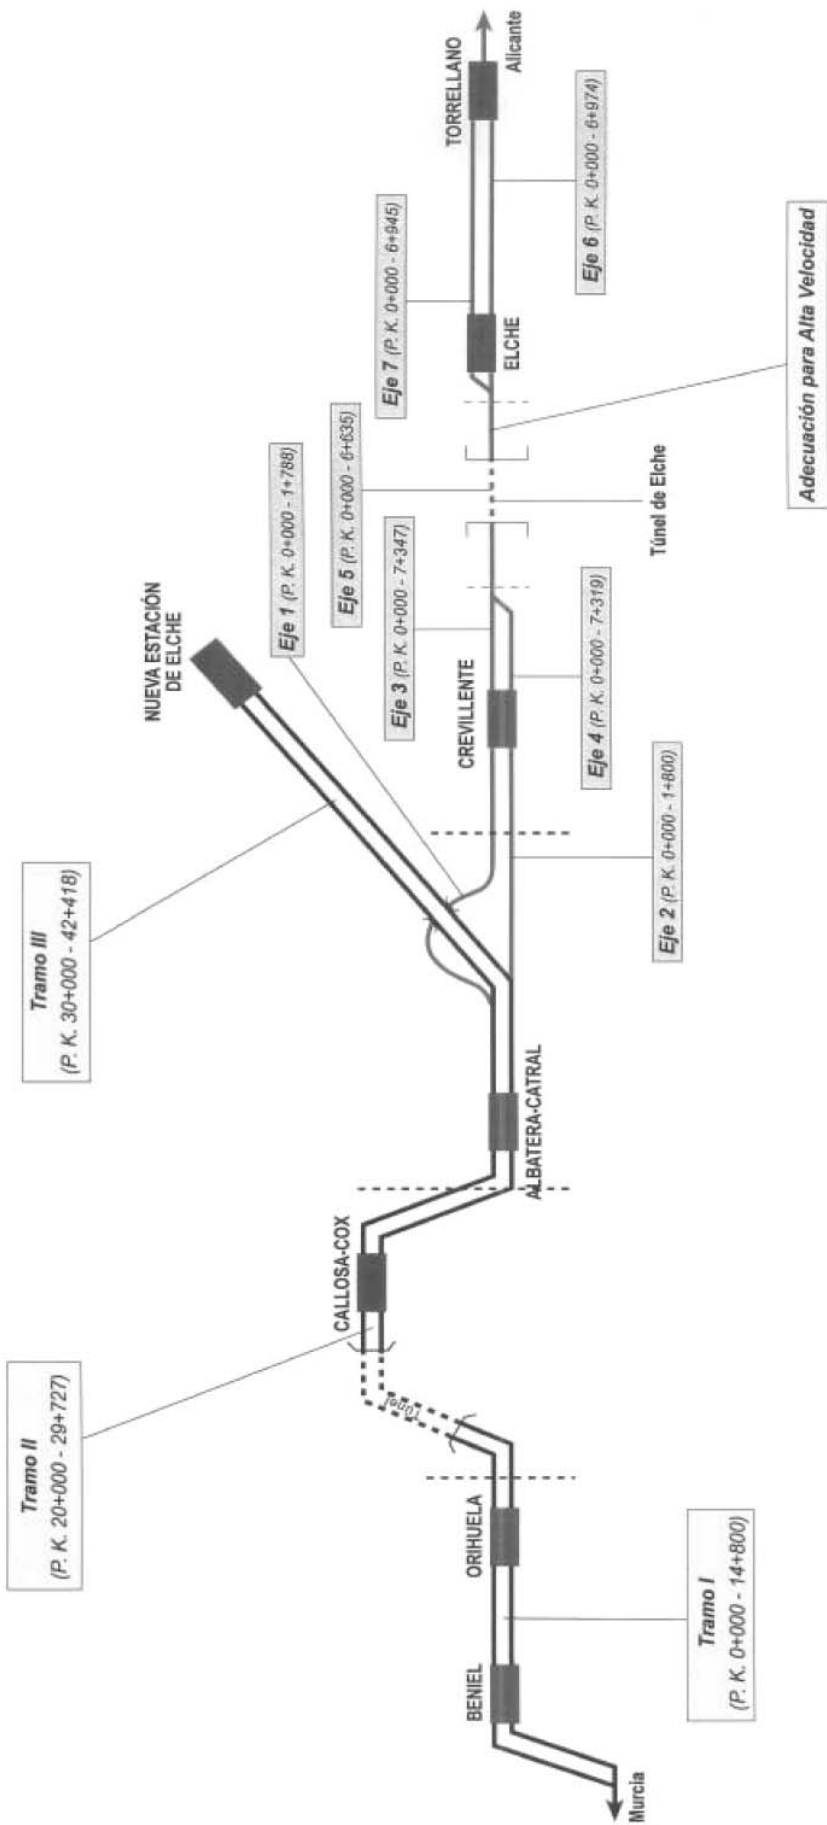 Tramo II
(P. K. 20+000 - 29+727)
Tramo III
(P. K. 30+000 - 42+418)
NUEVA ESTACIÓN
DE ELCHE
Eje 1 (P. K. 0+000 - 1+788)
Eje 5 (P. K. 0+000 - 6+635)
Eje 7 (P. K. 0+000 - 6+945)
Eje 3 (P. K. 0+000 - 7+347)
CALLOSA-COX
Túnel
TORRELLANO
CREVILLENTE
BENIEL
ORIHUELA
ALBATERA-CATRAL
ELCHE
Alicante
Eje 6 (P. K. 0+000 - 6+974)
Eje 4 (P. K. 0+000 - 7+319)
Eje 2 (P. K. 0+000 - 1+800)
Túnel de Elche
Murcia
Tramo I
(P. K. 0+000 - 14+800)
Adecuación para Alta Velocidad